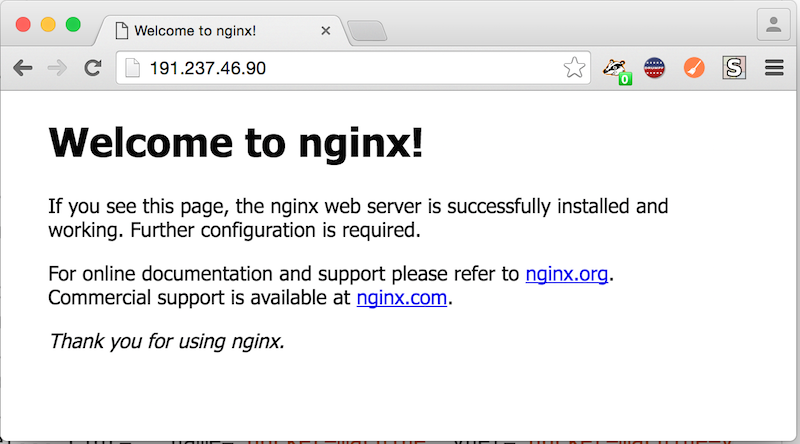 Welcome to nginx!
191.237.46.90
0
S
Welcome to nginx!
If you see this page, the nginx web server is successfully installed and
working. Further configuration is required.
For online documentation and support please refer to nginx.org.
Commercial support is available at nginx.com.
Thank you for using nginx.